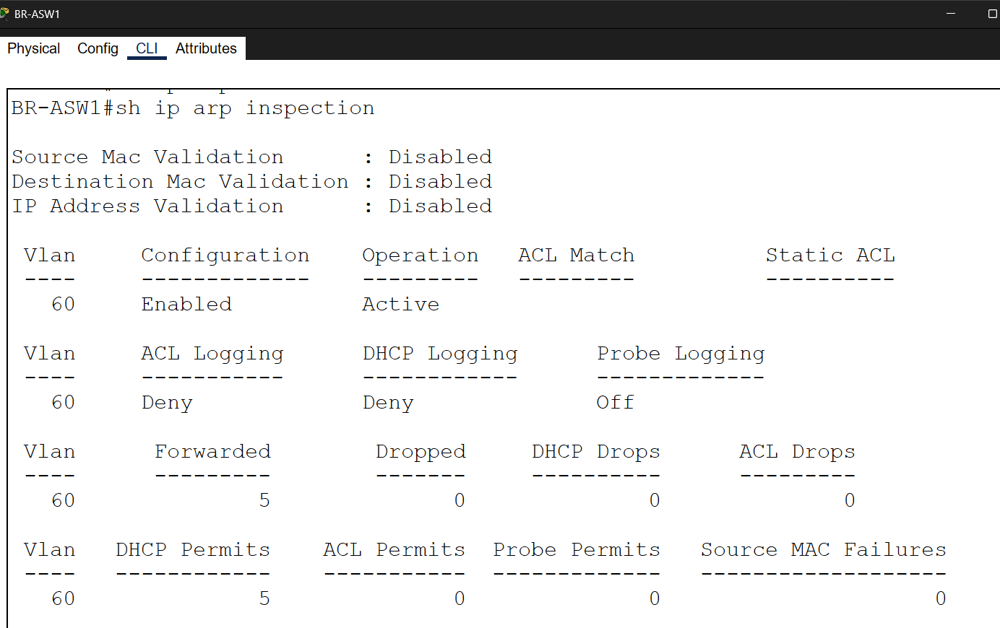 BR-ASW1
Physical Config CLI Attributes
BR-ASW1#sh ip arp inspection
Source Mac Validation : Disabled
Destination Mac Validation : Disabled
IP Address Validation : Disabled
Vlan Configuration Operation ACL Match Static ACL
---- ------------- --------- --------- ----------
60 Enabled Active
Vlan ACL Logging DHCP Logging Probe Logging
---- ----------- ------------ -------------
60 Deny Deny Off
Vlan Forwarded Dropped DHCP Drops ACL Drops
---- --------- ------- ---------- ---------
60 5 0 0 0
Vlan DHCP Permits ACL Permits Probe Permits Source MAC Failures
---- ------------ ----------- ------------- -------------------
60 5 0 0 0